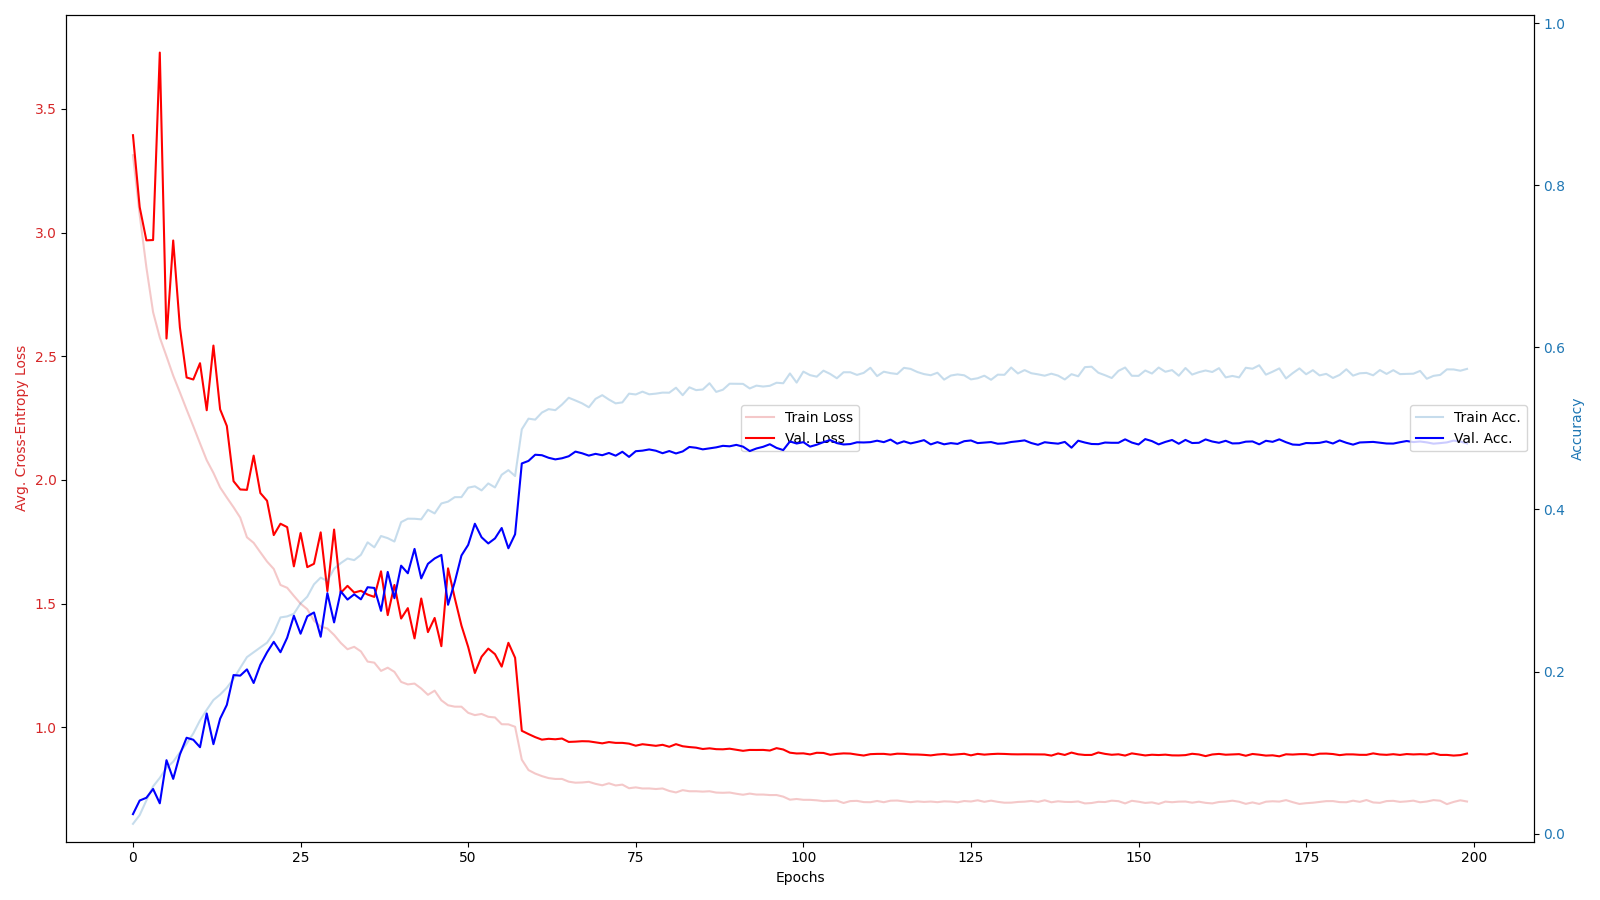 3.5
3.0
2.5
2.0
1.5
1.0
Avg. Cross-Entropy Loss
1.0
0.8
0.6
0.4
0.2
0.0
Accuracy
Train Loss
Val. Loss
Train Acc.
Val. Acc.
0 25 50 75 100 125 150 175 200
Epochs